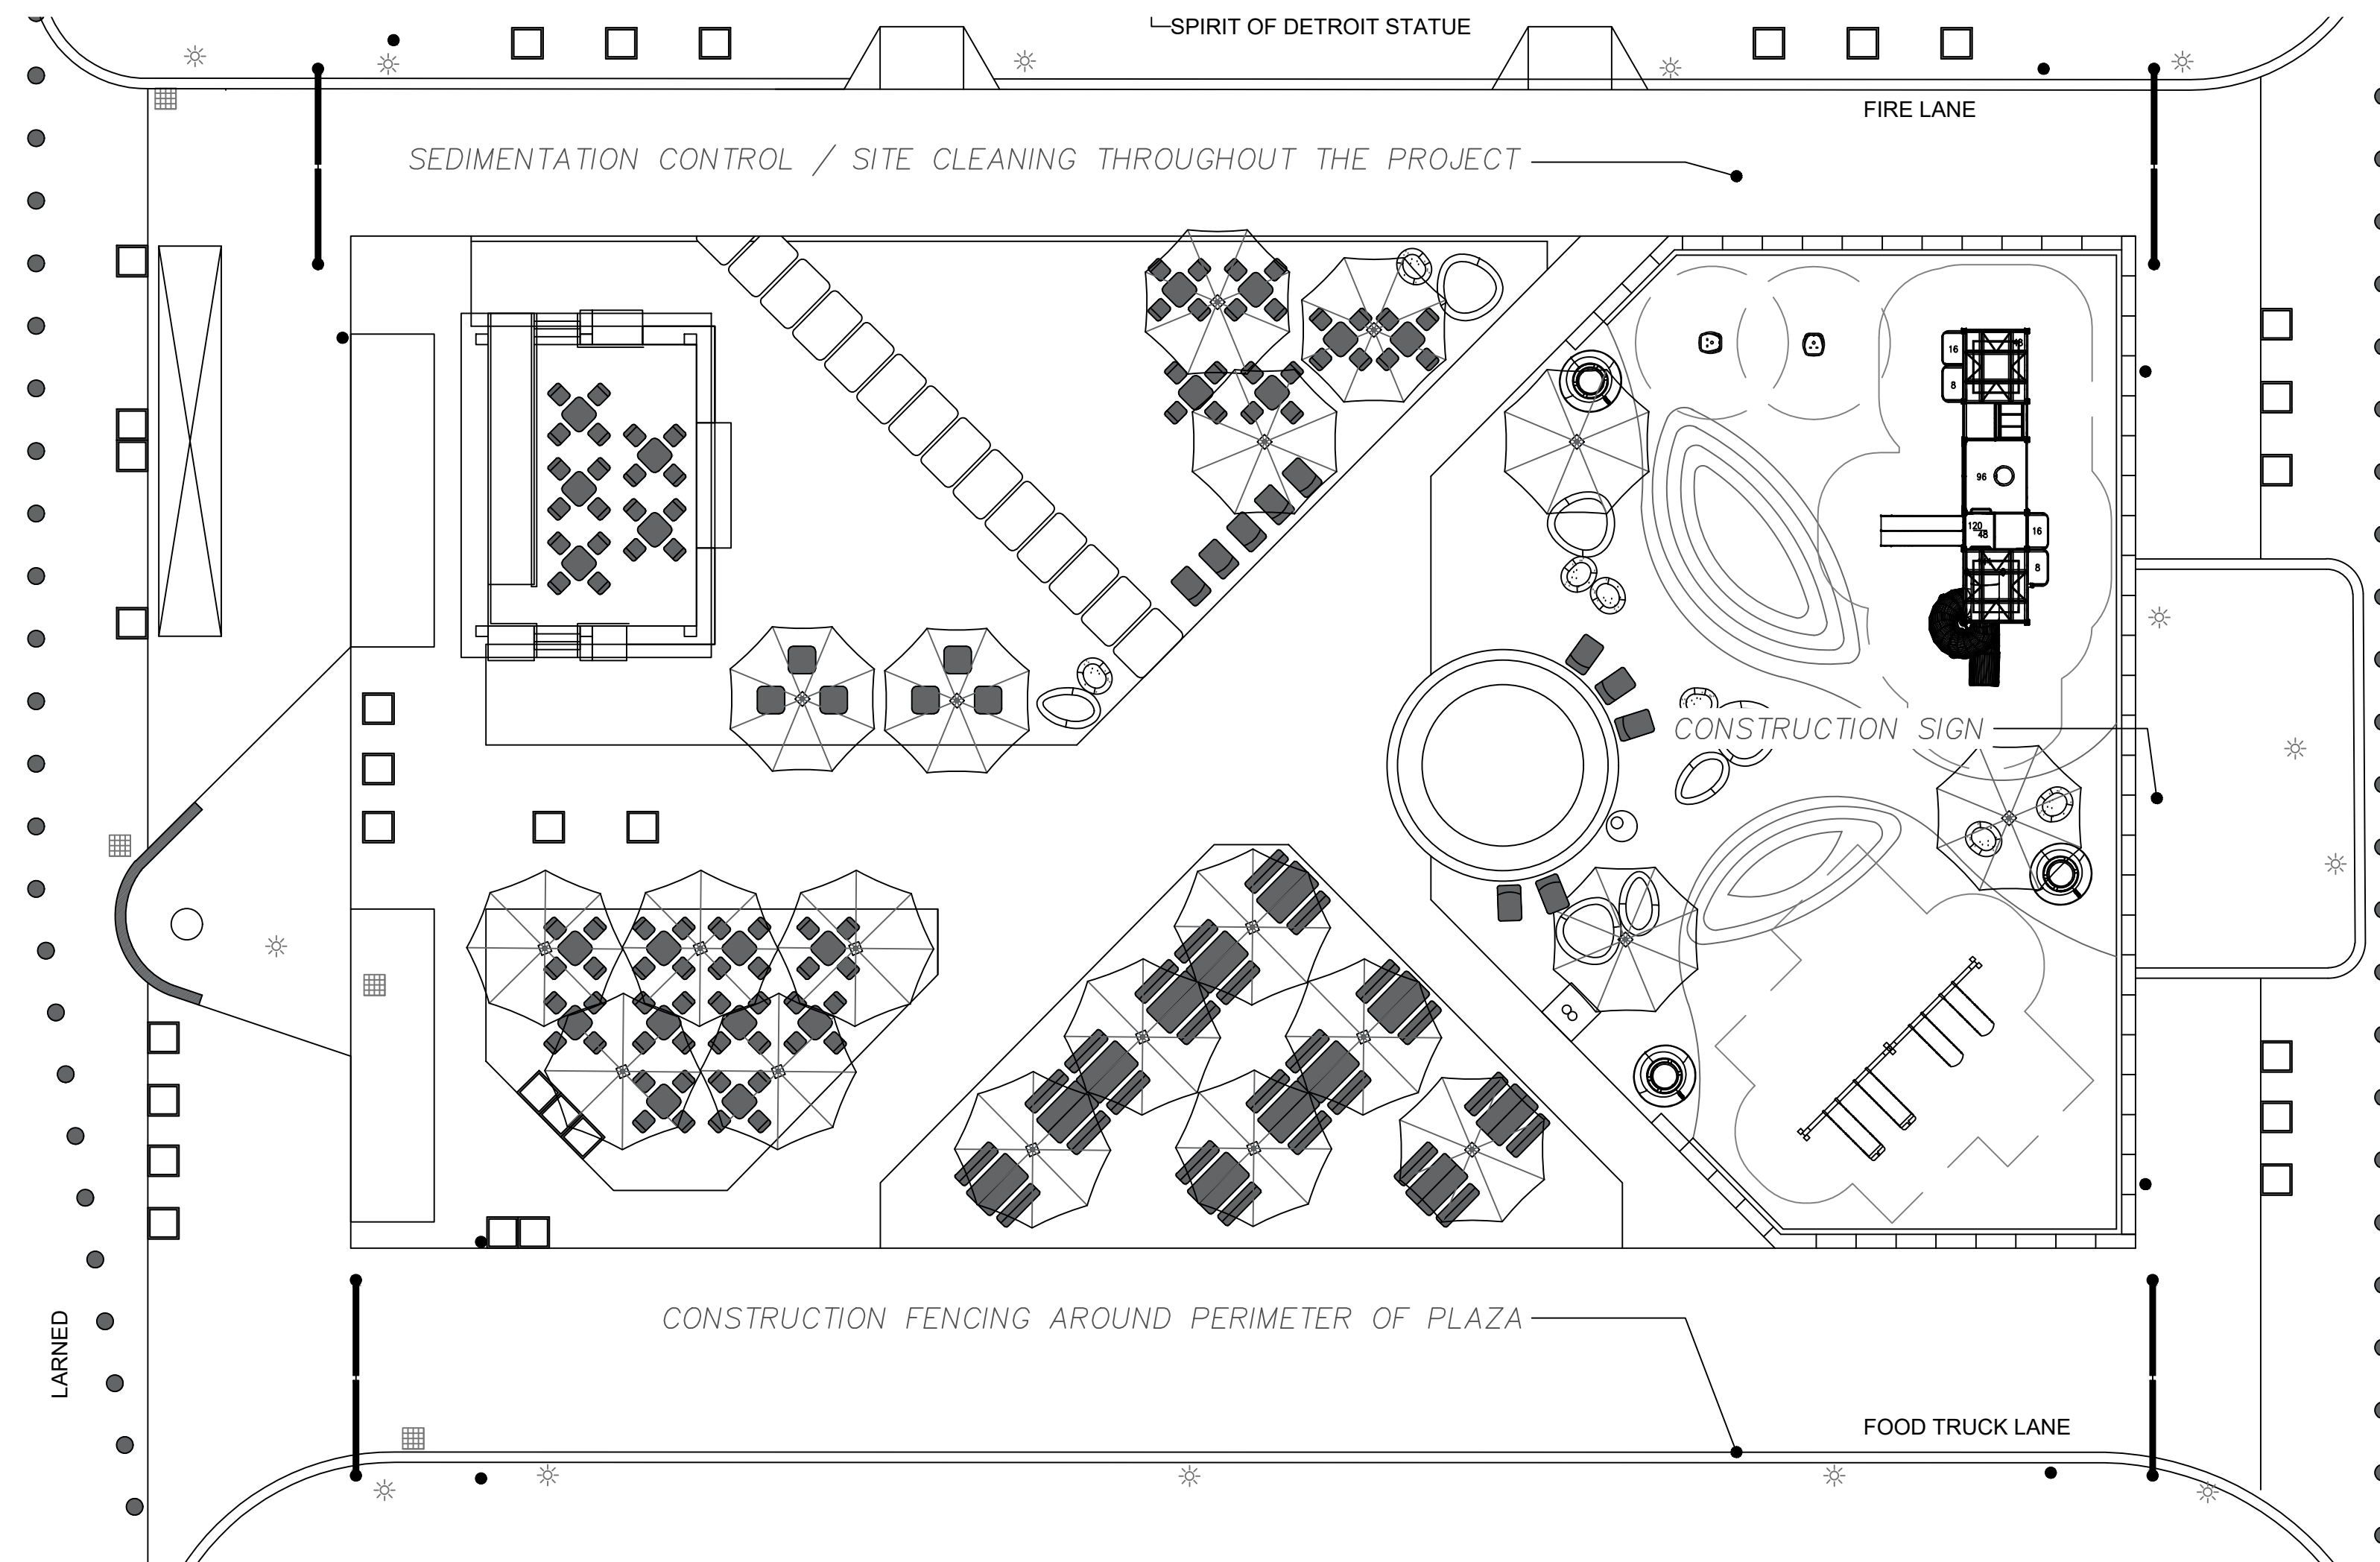 SPIRIT OF DETROIT STATUE
FIRE LANE
SEDIMENTATION CONTROL / SITE CLEANING THROUGHOUT THE PROJECT
16
8
96
120
48
16
8
CONSTRUCTION SIGN
CONSTRUCTION FENCING AROUND PERIMETER OF PLAZA
LARNED
FOOD TRUCK LANE